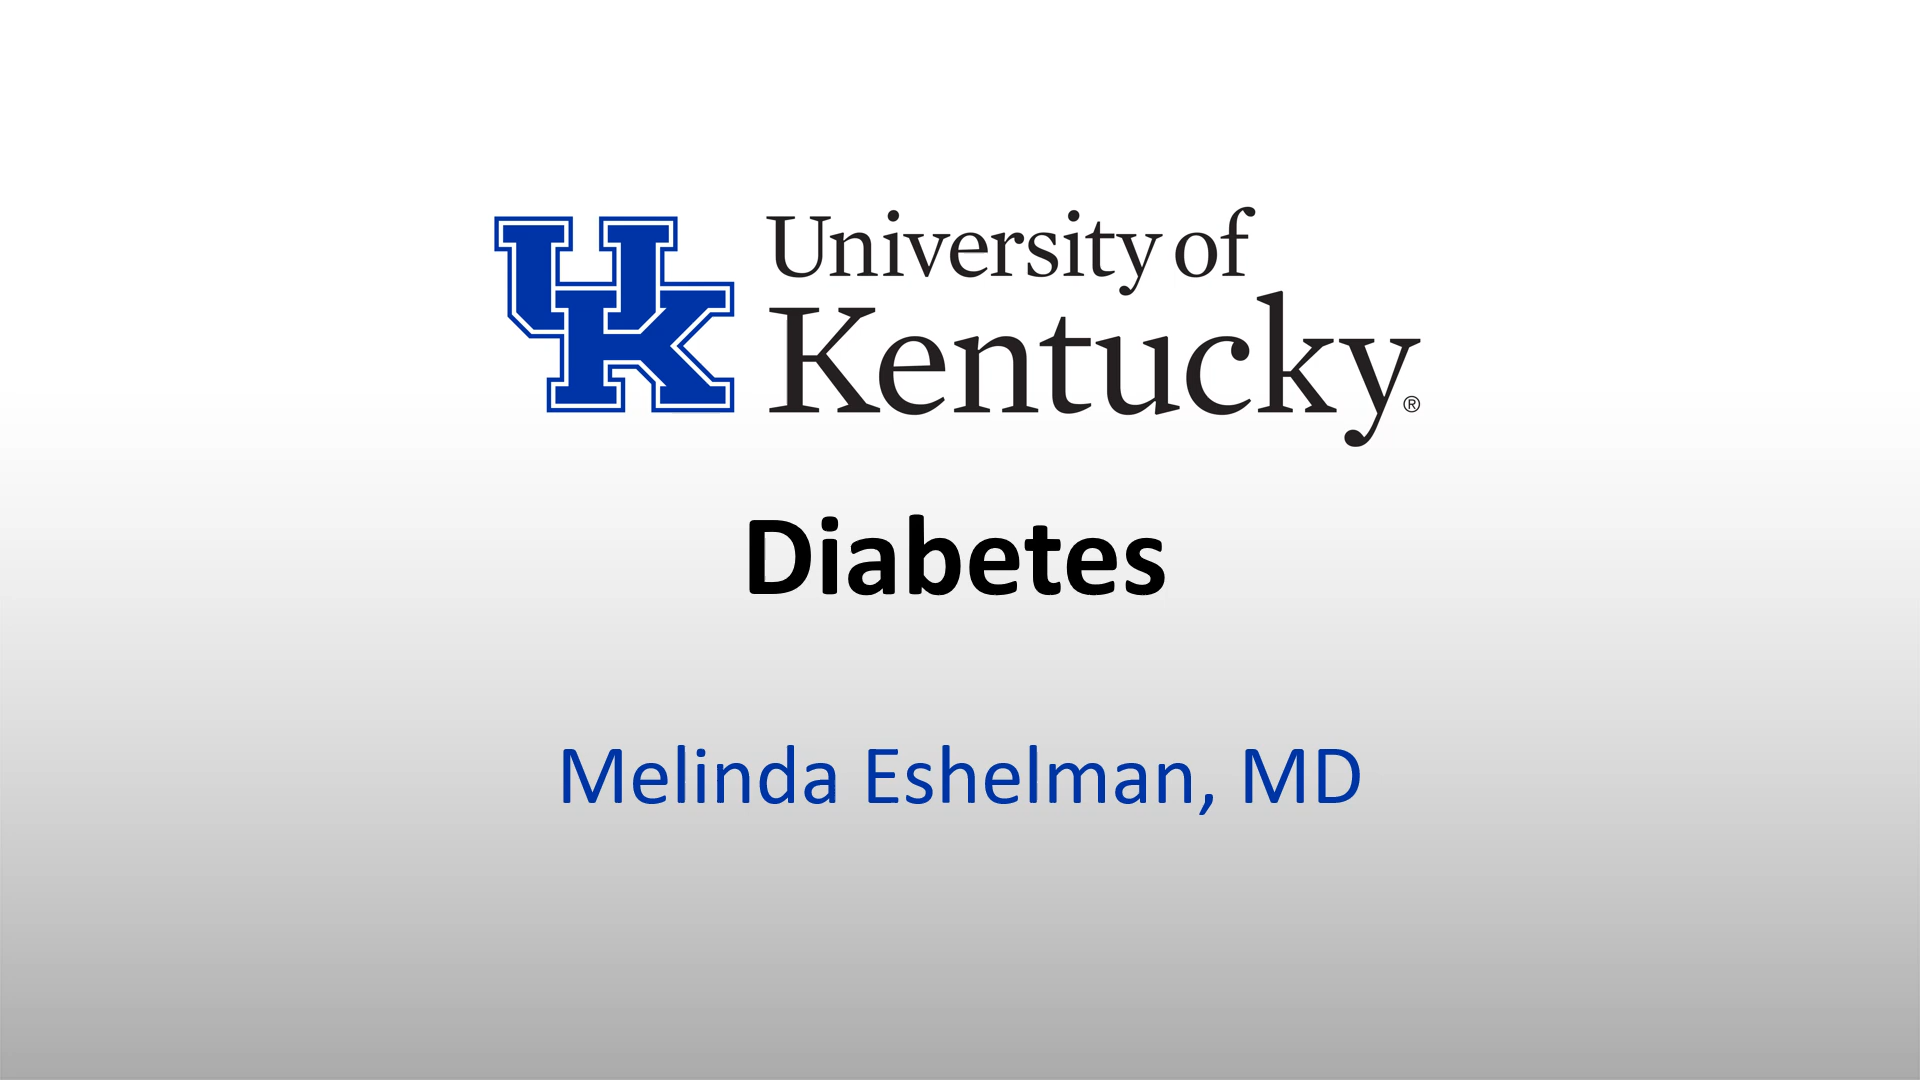 UK
University of
Kentucky®
Diabetes
Melinda Eshelman, MD